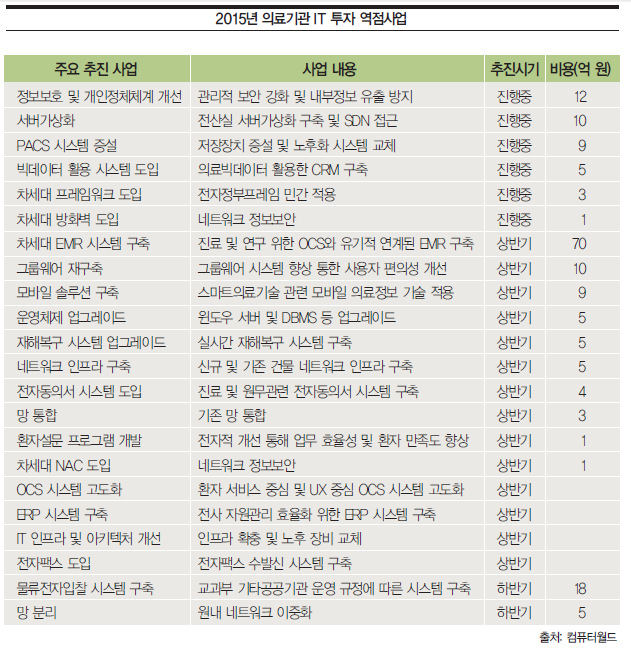 2015년 의료기관 IT 투자 역점사업
주요 추진 사업 사업 내용 추진시기 비용(억 원)
정보보호 및 개인정체체계 개선 관리적 보안 강화 및 내부정보 유출 방지 진행중 12
서버가상화 전산실 서버가상화 구축 및 SDN 접근 진행중 10
PACS 시스템 증설 저장장치 증설 및 노후화 시스템 교체 진행중 9
빅데이터 활용 시스템 도입 의료빅데이터 활용한 CRM 구축 진행중 5
차세대 프레임워크 도입 전자정부프레임 민간 적용 진행중 3
차세대 방화벽 도입 네트워크 정보보안 진행중 1
차세대 EMR 시스템 구축 진료 및 연구 위한 OCS와 유기적 연계된 EMR 구축 상반기 70
그룹웨어 재구축 그룹웨어 시스템 향상 통한 사용자 편의성 개선 상반기 10
모바일 솔루션 구축 스마트의료기술 관련 모바일 의료정보 기술 적용 상반기 9
운영체제 업그레이드 윈도우 서버 및 DBMS 등 업그레이드 상반기 5
재해복구 시스템 업그레이드 실시간 재해복구 시스템 구축 상반기 5
네트워크 인프라 구축 신규 및 기존 건물 네트워크 인프라 구축 상반기 5
전자동의서 시스템 도입 진료 및 원무관련 전자동의서 시스템 구축 상반기 4
망 통합 기존 망 통합 상반기 3
환자설문 프로그램 개발 전자적 개선 통해 업무 효율성 및 환자 만족도 향상 상반기 1
차세대 NAC 도입 네트워크 정보보안 상반기 1
OCS 시스템 고도화 환자 서비스 중심 및 UX 중심 OCS 시스템 고도화 상반기
ERP 시스템 구축 전사 자원관리 효율화 위한 ERP 시스템 구축 상반기
IT 인프라 및 아키텍처 개선 인프라 확충 및 노후 장비 교체 상반기
전자팩스 도입 전자팩스 수발신 시스템 구축 상반기
물류전자입찰 시스템 구축 교과부 기타공공기관 운영 규정에 따른 시스템 구축 하반기 18
망 분리 원내 네트워크 이중화 하반기 5
출처: 컴퓨터월드